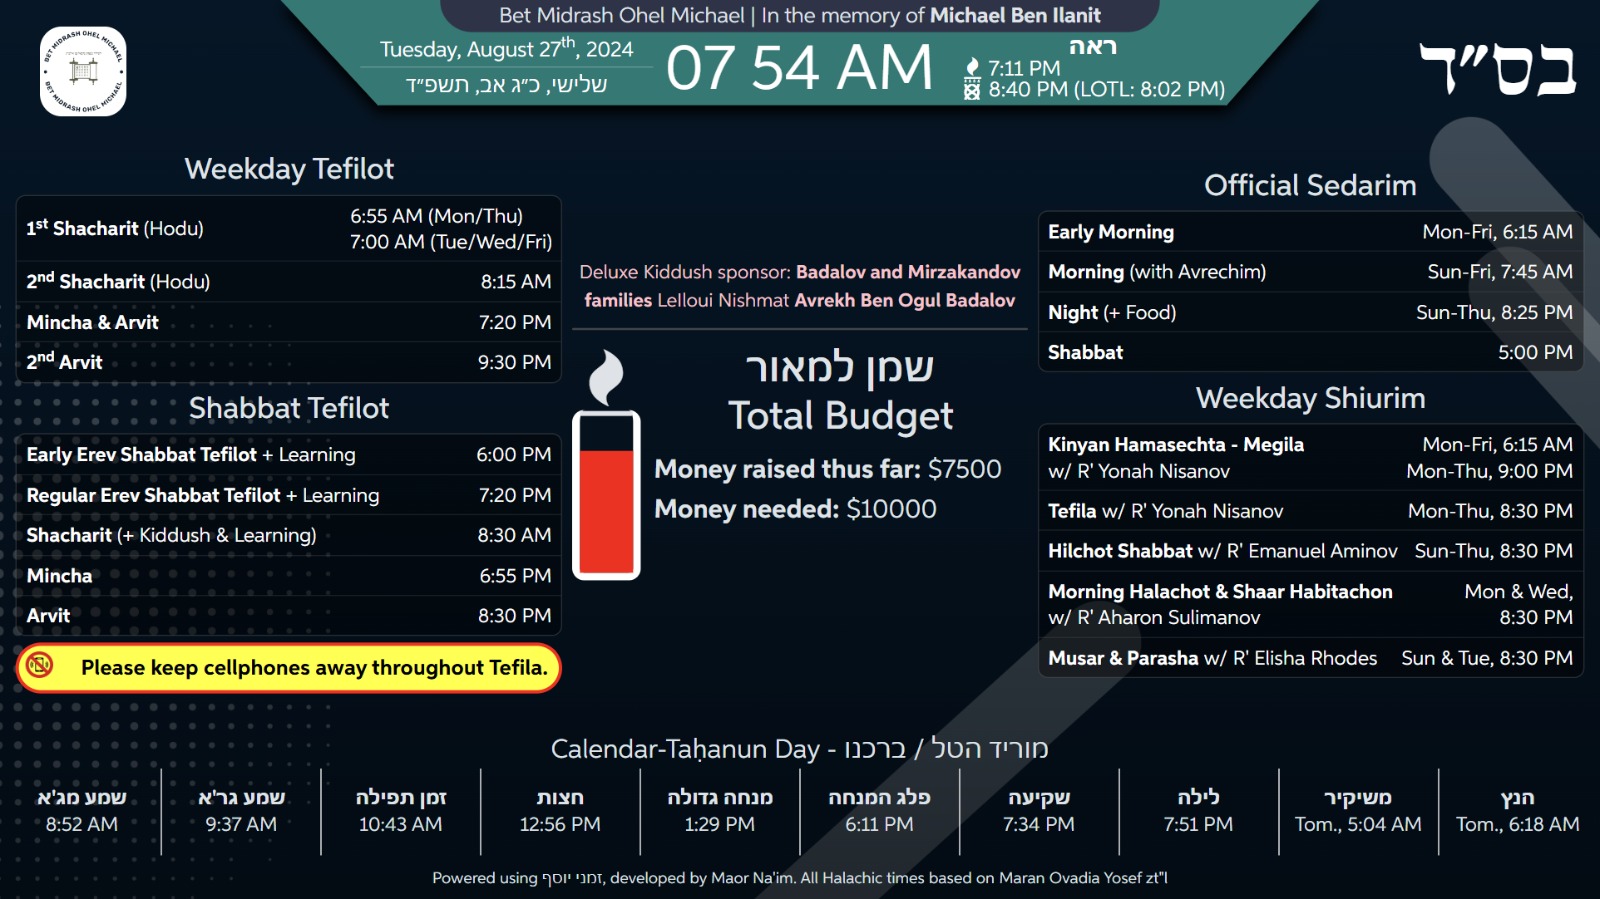 Bet Midrash Ohel Michael | In the memory of Michael Ben Ilanit
BET MIDRASH OHEL MICHAEL
BET MIDRASH OHEL MICHAEL
Tuesday, August 27th, 2024
שלישי, כ״ג אב, תשפ״ד
07 54 AM
ראה
7:11 PM
8:40 PM (LOTL: 8:02 PM)
בס״ד
Weekday Tefilot
1st Shacharit (Hodu) 6:55 AM (Mon/Thu)
7:00 AM (Tue/Wed/Fri)
2nd Shacharit (Hodu) 8:15 AM
Mincha & Arvit 7:20 PM
2nd Arvit 9:30 PM
Shabbat Tefilot
Early Erev Shabbat Tefilot + Learning 6:00 PM
Regular Erev Shabbat Tefilot + Learning 7:20 PM
Shacharit (+ Kiddush & Learning) 8:30 AM
Mincha 6:55 PM
Arvit 8:30 PM
Please keep cellphones away throughout Tefila.
Deluxe Kiddush sponsor: Badalov and Mirzakandov
families Lelloui Nishmat Avrekh Ben Ogul Badalov
שמן למאור
Total Budget
Money raised thus far: $7500
Money needed: $10000
Official Sedarim
Early Morning Mon-Fri, 6:15 AM
Morning (with Avrechim) Sun-Fri, 7:45 AM
Night (+ Food) Sun-Thu, 8:25 PM
Shabbat 5:00 PM
Weekday Shiurim
Kinyan Hamasechta - Megila Mon-Fri, 6:15 AM
w/ R' Yonah Nisanov Mon-Thu, 9:00 PM
Tefila w/ R' Yonah Nisanov Mon-Thu, 8:30 PM
Hilchot Shabbat w/ R' Emanuel Aminov Sun-Thu, 8:30 PM
Morning Halachot & Shaar Habitachon Mon & Wed,
w/ R' Aharon Sulimanov 8:30 PM
Musar & Parasha w/ R' Elisha Rhodes Sun & Tue, 8:30 PM
Calendar-Taḥanun Day - מוריד הטל / ברכנו
שמע מג'א
8:52 AM
שמע גר'א
9:37 AM
זמן תפילה
10:43 AM
חצות
12:56 PM
מנחה גדולה
1:29 PM
פלג המנחה
6:11 PM
שקיעה
7:34 PM
לילה
7:51 PM
משיקיר
Tom., 5:04 AM
הנץ
Tom., 6:18 AM
Powered using זמני יוסף, developed by Maor Na'im. All Halachic times based on Maran Ovadia Yosef zt"l